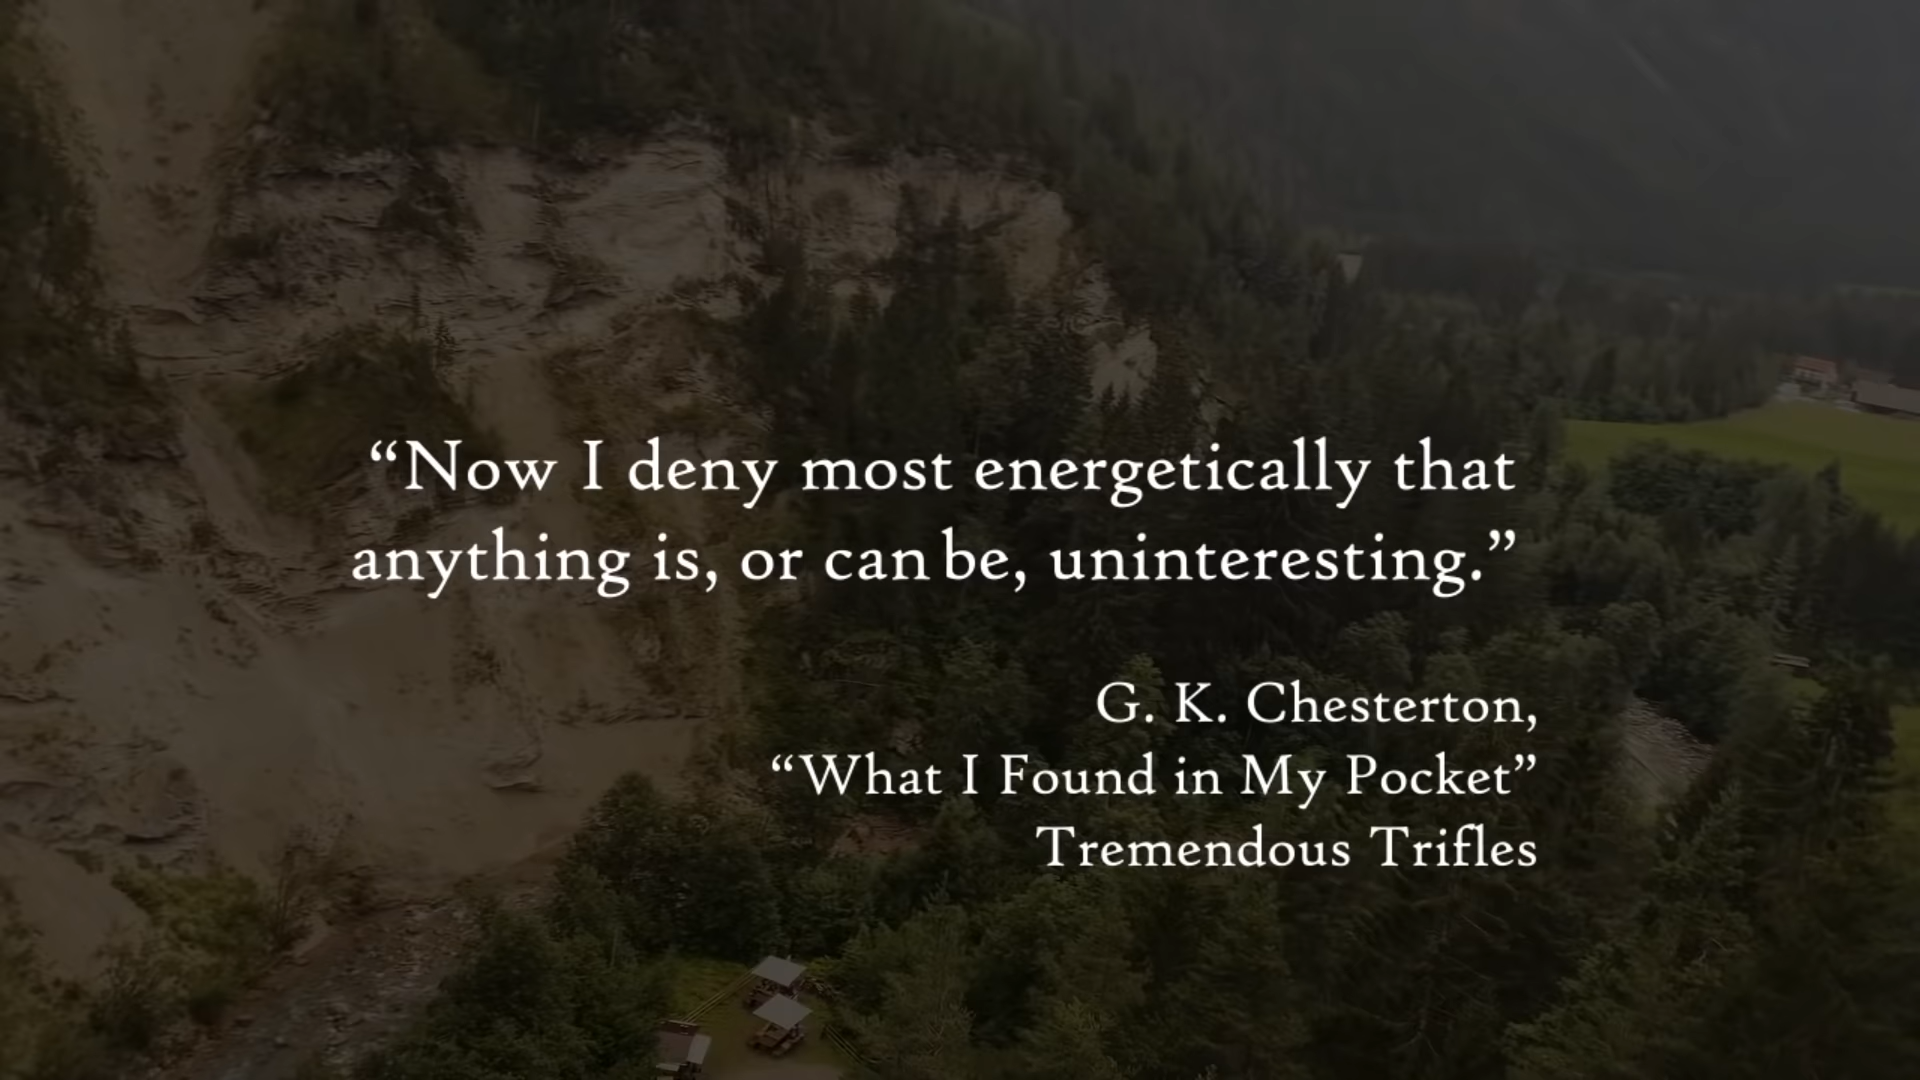 “Now I deny most energetically that
anything is, or can be, uninteresting.”
G. K. Chesterton,
“What I Found in My Pocket”
Tremendous Trifles